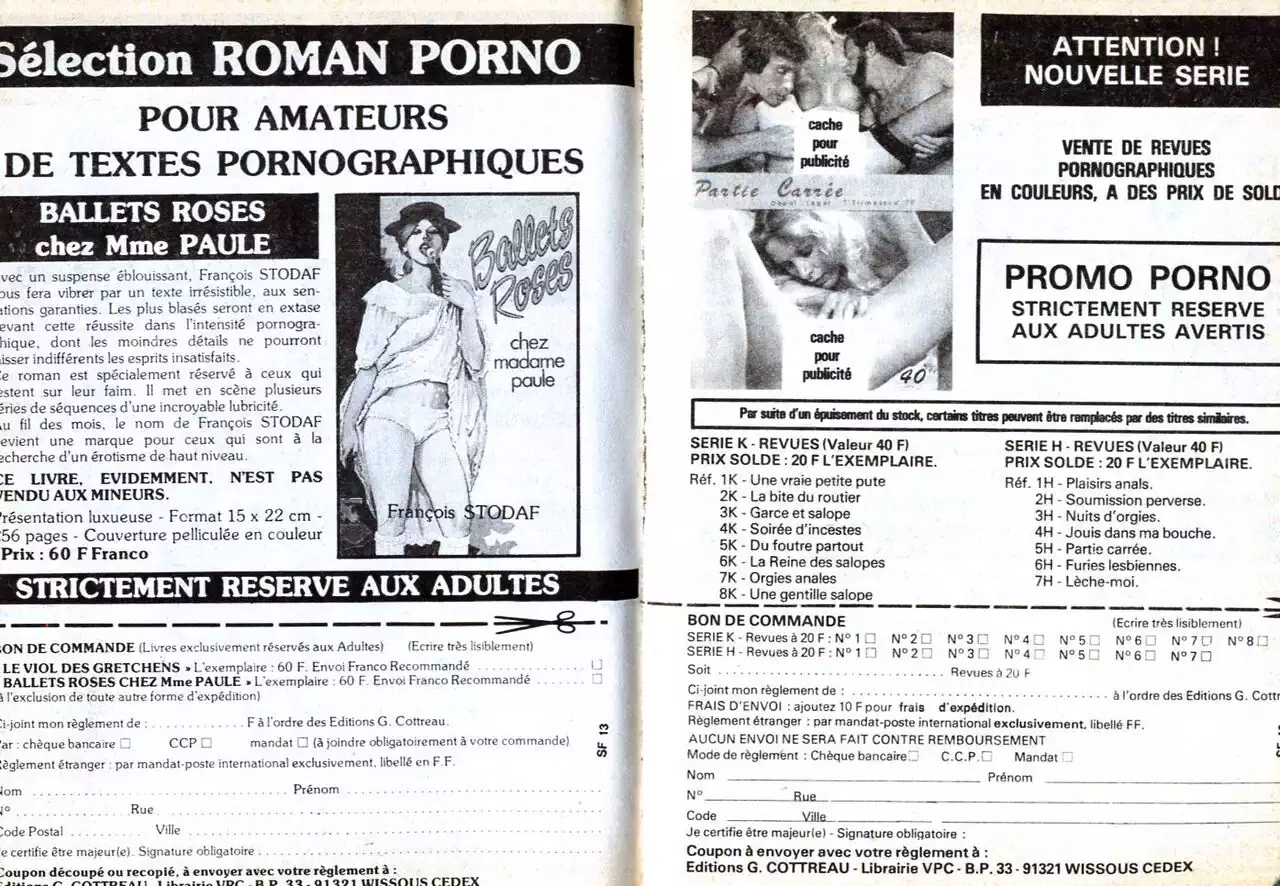 Sélection ROMAN PORNO
POUR AMATEURS
DE TEXTES PORNOGRAPHIQUES
BALLETS ROSES
chez Mme PAULE
vec un suspense éblouissant, François STODAF
ous fera vibrer par un texte irrésistible, aux sen-
ations garanties. Les plus blasés seront en extase
evant cette réussite dans l'intensité pornogra-
hique, dont les moindres détails ne pourront
aisser indifférents les esprits insatisfaits.
e roman est spécialement réservé à ceux qui
estent sur leur faim. Il met en scène plusieurs
éries de séquences d'une incroyable lubricité.
u fil des mois, le nom de François STODAF
evient une marque pour ceux qui sont à la
echerche d'un érotisme de haut niveau.
CE LIVRE, EVIDEMMENT, N'EST PAS
VENDU AUX MINEURS.
Présentation luxueuse - Format 15 x 22 cm -
256 pages - Couverture pelliculée en couleur
Prix : 60 F Franco
Ballets
Roses
chez
madame
paule
François STODAF
STRICTEMENT RESERVE AUX ADULTES
BON DE COMMANDE (Livres exclusivement réservés aux Adultes) (Ecrire très lisiblement)
LE VIOL DES GRETCHENS » L'exemplaire : 60 F. Envoi Franco Recommandé
BALLETS ROSES CHEZ Mme PAULE » L'exemplaire : 60 F. Envoi Franco Recommandé
à l'exclusion de toute autre forme d'expédition)
Ci-joint mon règlement de : F à l'ordre des Editions G. Cottreau.
Par : chèque bancaire □ CCP □ mandat □ (à joindre obligatoirement à votre commande)
Règlement étranger : par mandat-poste international exclusivement, libellé en F.F.
Nom Prénom
N° Rue
Code Postal Ville
Je certifie être majeur(e). Signature obligatoire
Coupon découpé ou recopié, à envoyer avec votre règlement à :
Editions G. COTTREAU - Librairie VPC - B.P. 33 - 91321 WISSOUS CEDEX
SF 13
cache
pour
publicité
Partie Carrée
cache
pour
publicité
40
ATTENTION !
NOUVELLE SERIE
VENTE DE REVUES
PORNOGRAPHIQUES
EN COULEURS, A DES PRIX DE SOLD
PROMO PORNO
STRICTEMENT RESERVE
AUX ADULTES AVERTIS
Par suite d'un épuisement du stock, certains titres peuvent être remplacés par des titres similaires.
SERIE K - REVUES (Valeur 40 F)
PRIX SOLDE : 20 F L'EXEMPLAIRE.
Réf. 1K - Une vraie petite pute
2K - La bite du routier
3K - Garce et salope
4K - Soirée d'incestes
5K - Du foutre partout
6K - La Reine des salopes
7K - Orgies anales
8K - Une gentille salope
SERIE H - REVUES (Valeur 40 F)
PRIX SOLDE : 20 F L'EXEMPLAIRE.
Réf. 1H - Plaisirs anals.
2H - Soumission perverse.
3H - Nuits d'orgies.
4H - Jouis dans ma bouche.
5H - Partie carrée.
6H - Furies lesbiennes.
7H - Lèche-moi.
BON DE COMMANDE (Ecrire très lisiblement)
SERIE K - Revues à 20 F : N° 1 □ N° 2 □ N° 3 □ N° 4 □ N° 5 □ N° 6 □ N° 7 □ N° 8 □
SERIE H - Revues à 20 F : N° 1 □ N° 2 □ N° 3 □ N° 4 □ N° 5 □ N° 6 □ N° 7 □
Soit Revues à 20 F
Ci-joint mon règlement de : à l'ordre des Editions G. Cottr
FRAIS D'ENVOI : ajoutez 10 F pour frais d'expédition.
Règlement étranger : par mandat-poste international exclusivement, libellé FF.
AUCUN ENVOI NE SERA FAIT CONTRE REMBOURSEMENT
Mode de règlement : Chèque bancaire □ C.C.P. □ Mandat □
Nom Prénom
N° Rue
Code Ville
Je certifie être majeur(e) - Signature obligatoire :
Coupon à envoyer avec votre règlement à :
Editions G. COTTREAU - Librairie VPC - B.P. 33 - 91321 WISSOUS CEDEX